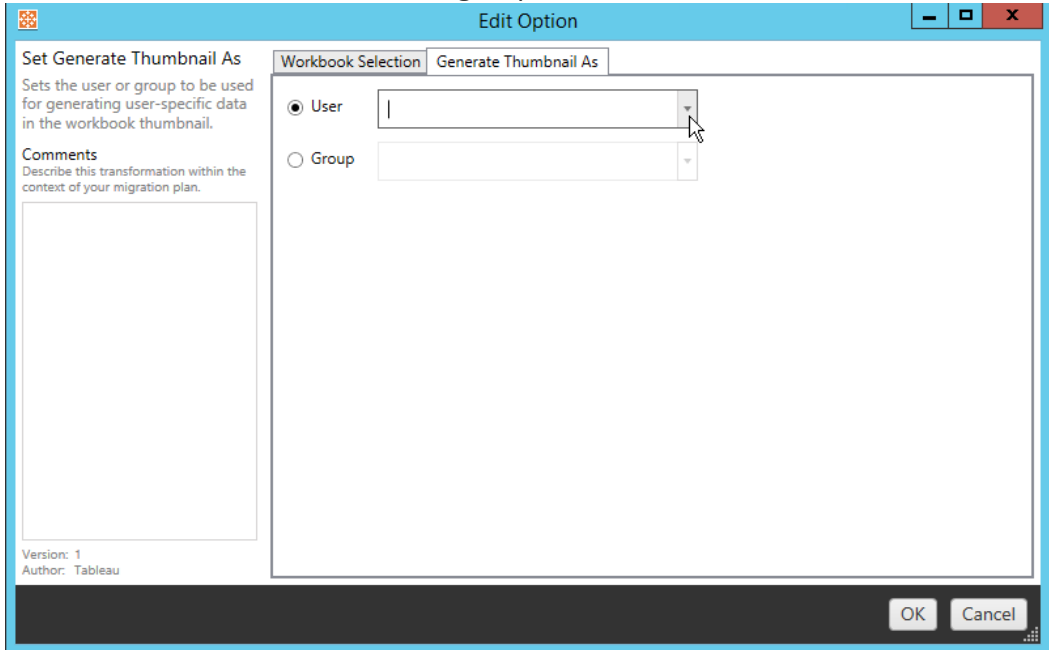 Edit Option
Set Generate Thumbnail As
Sets the user or group to be used
for generating user-specific data
in the workbook thumbnail.
Comments
Describe this transformation within the
context of your migration plan.
Version: 1
Author: Tableau
Workbook Selection
Generate Thumbnail As
User
Group
OK
Cancel